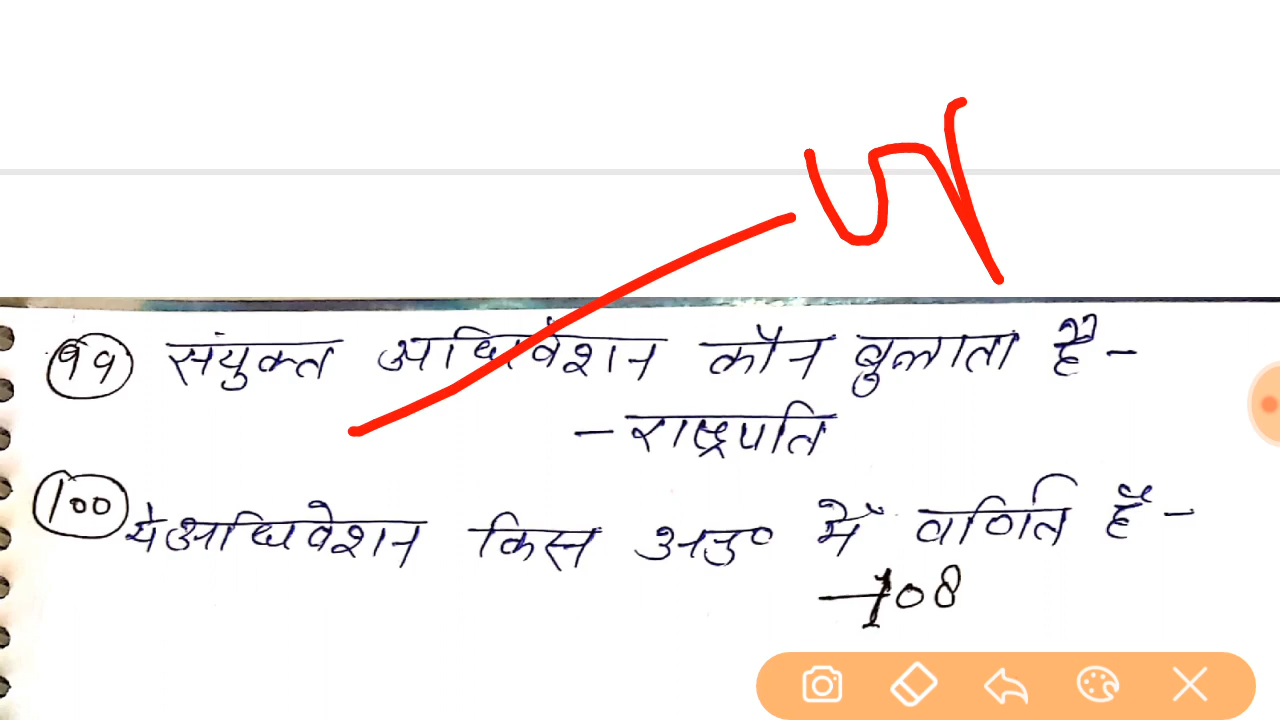 99 संयुक्त अधिवेशन कौन बुलाता है -
- राष्ट्रपति
100 ये अधिवेशन किस अनु० में वर्णित है -
- 108